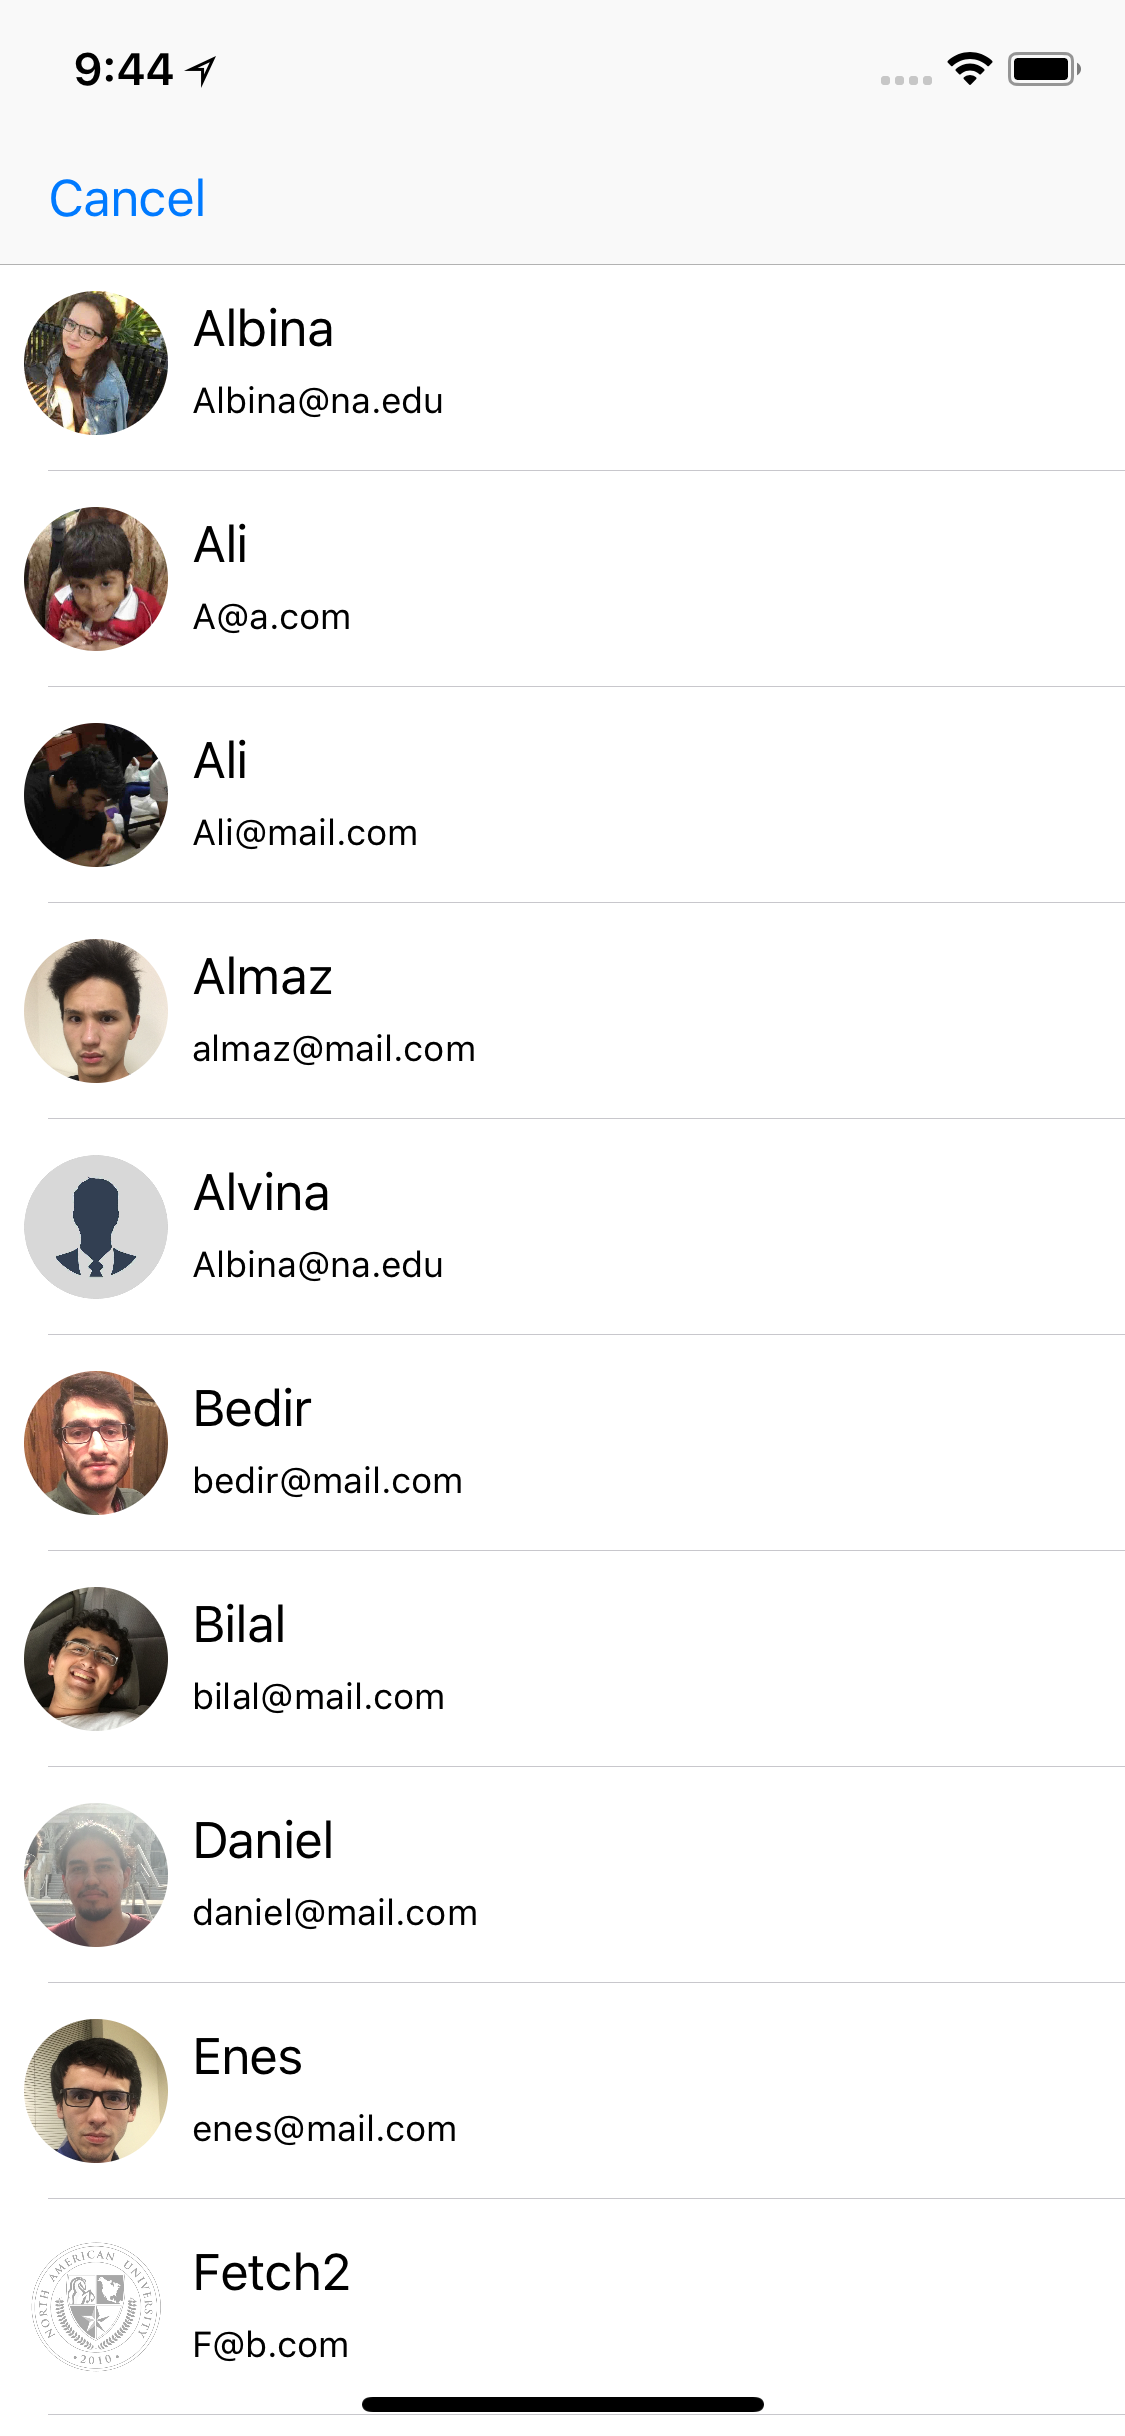 9:44
Cancel
Albina
Albina@na.edu
Ali
A@a.com
Ali
Ali@mail.com
Almaz
almaz@mail.com
Alvina
Albina@na.edu
Bedir
bedir@mail.com
Bilal
bilal@mail.com
Daniel
daniel@mail.com
Enes
enes@mail.com
NORTH AMERICAN UNIVERSITY
• 2010 •
Fetch2
F@b.com